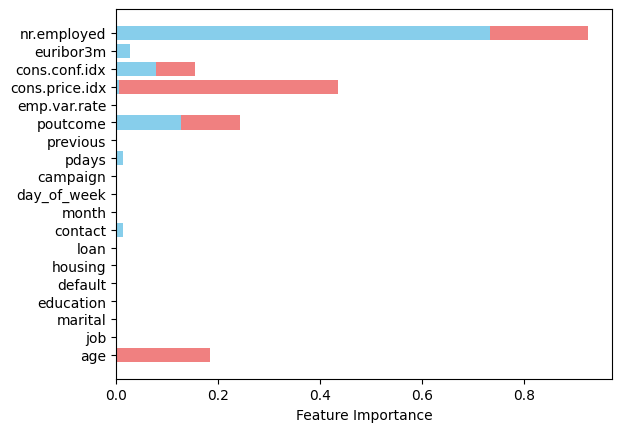 nr.employed
euribor3m
cons.conf.idx
cons.price.idx
emp.var.rate
poutcome
previous
pdays
campaign
day_of_week
month
contact
loan
housing
default
education
marital
job
age
0.0 0.2 0.4 0.6 0.8
Feature Importance